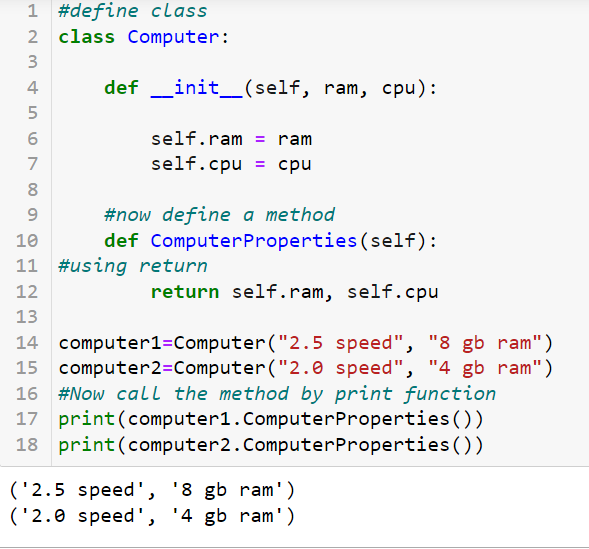 1 #define class
2 class Computer:
3
4     def __init__(self, ram, cpu):
5
6         self.ram = ram
7         self.cpu = cpu
8
9     #now define a method
10     def ComputerProperties(self):
11 #using return
12         return self.ram, self.cpu
13
14 computer1=Computer("2.5 speed", "8 gb ram")
15 computer2=Computer("2.0 speed", "4 gb ram")
16 #Now call the method by print function
17 print(computer1.ComputerProperties())
18 print(computer2.ComputerProperties())
('2.5 speed', '8 gb ram')
('2.0 speed', '4 gb ram')